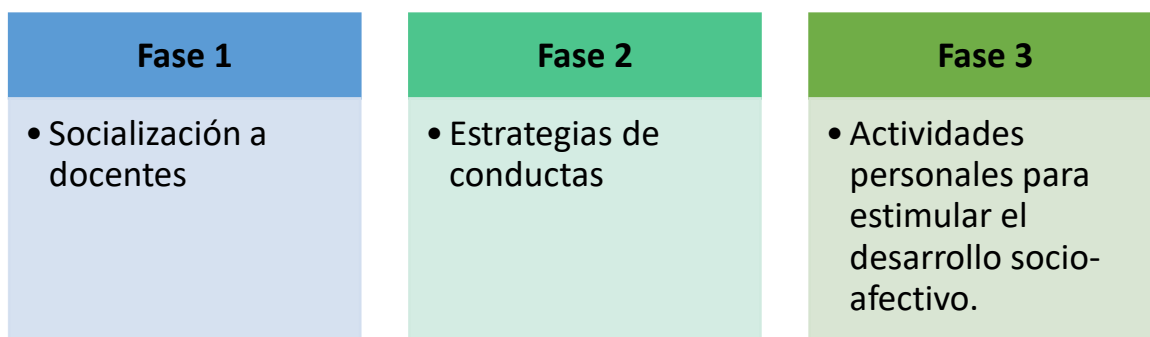 Fase 1
• Socialización a
docentes
Fase 2
• Estrategias de
conductas
Fase 3
• Actividades
personales para
estimular el
desarrollo socio-
afectivo.